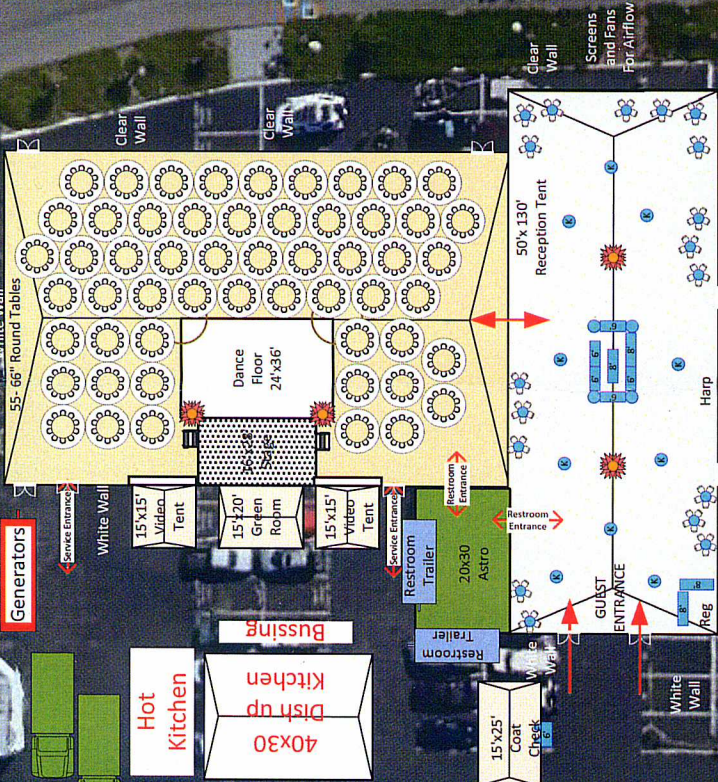 Clear
Wall
Clear
Wall
Clear
Wall
Screens
and Fans
For Airflow
55- 66" Round Tables
50'x 130'
Reception Tent
Dance
Floor
24'x36'
Stage
Generators
Service Entrance
White Wall
15'x15'
Video
Tent
15'x20'
Green
Room
15'x15'
Video
Tent
Service Entrance
Restroom
Entrance
Restroom
Entrance
Restroom
Trailer
20x30
Astro
Restroom
Trailer
Bussing
Hot
Kitchen
40x30
Dish up
Kitchen
15'x25'
Coat
Check
6'
White
Wall
GUEST
ENTRANCE
White
Wall
Reg
8'
8'
Harp
6'
6'
6'
8'
8'
6'
6'
K
K
K
K
K
K
K
K
K
K